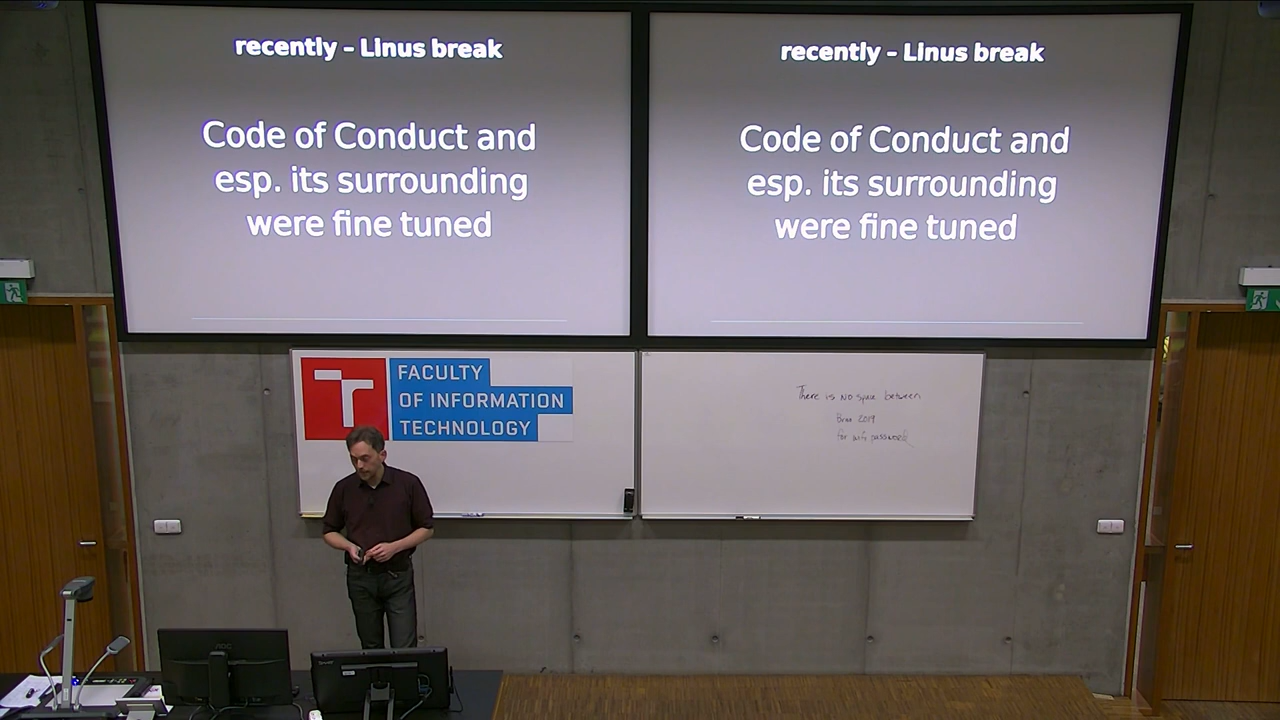 recently – Linus break
Code of Conduct and
esp. its surrounding
were fine tuned
recently – Linus break
Code of Conduct and
esp. its surrounding
were fine tuned
FACULTY
OF INFORMATION
TECHNOLOGY
There is NO space between
Brno 2019
for wifi password